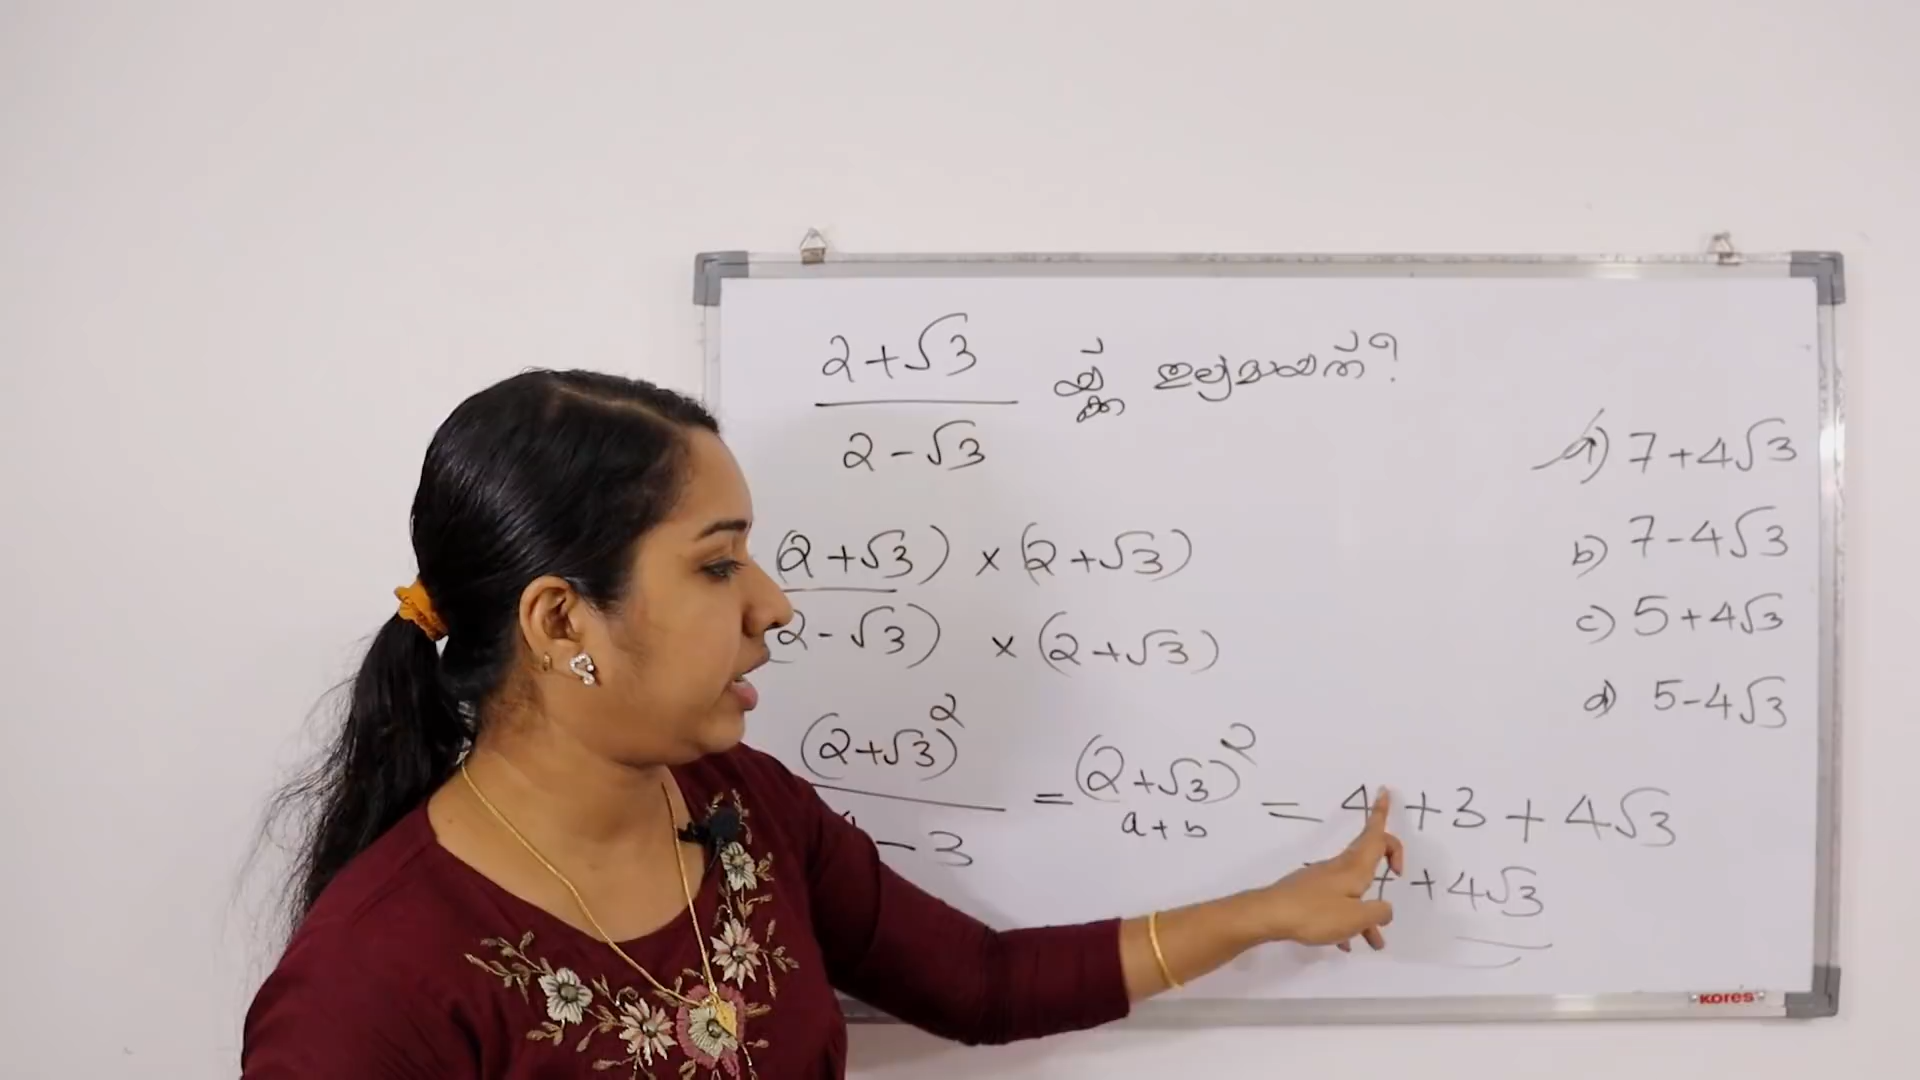 2+√3
യ്ക്ക് തുല്യമായത്?
2-√3
(2+√3) × (2+√3)
(2-√3) × (2+√3)
(2+√3)²
-3
= (2+√3)² = 4+3+4√3
a+b
7+4√3
a) 7+4√3
b) 7-4√3
c) 5+4√3
d) 5-4√3
KORES